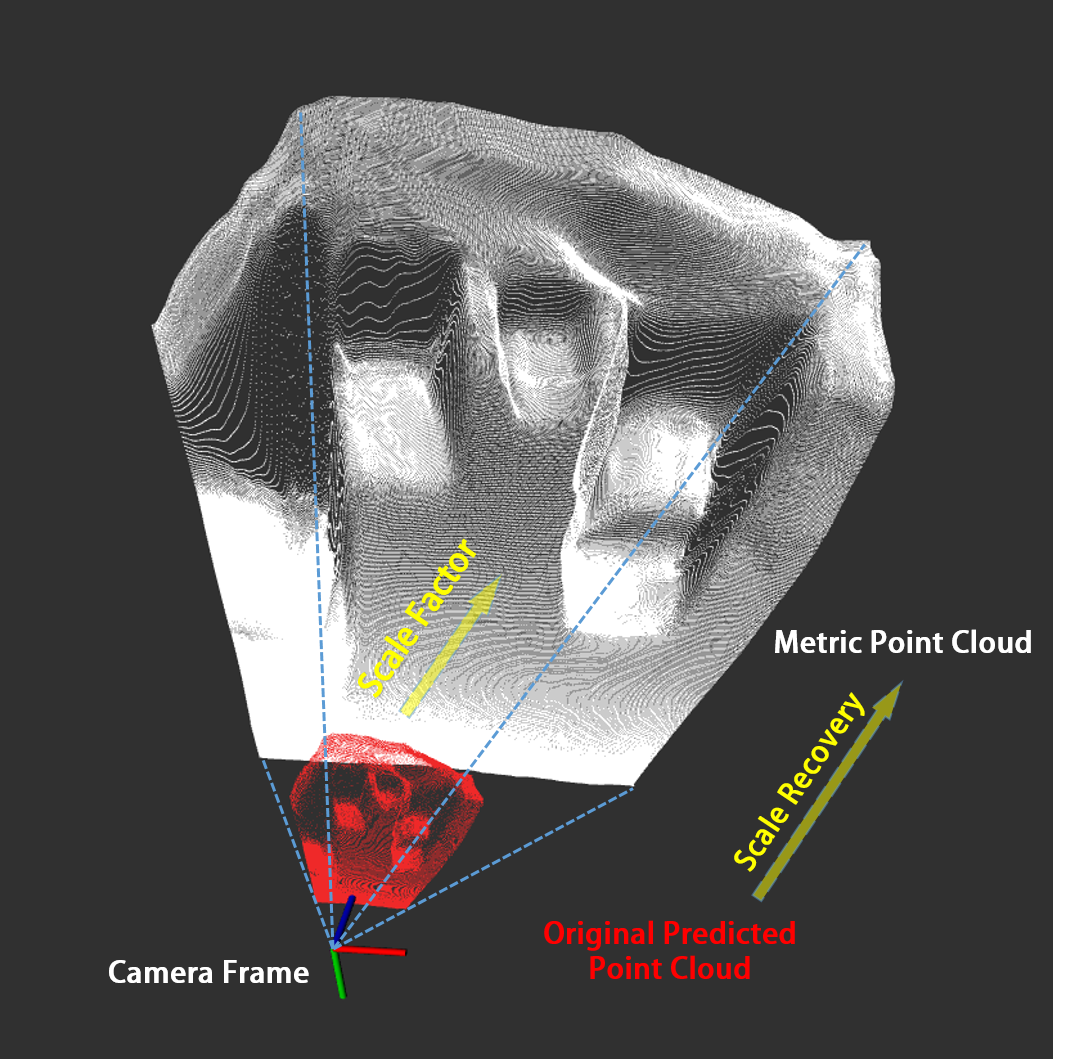 Scale Factor
Metric Point Cloud
Scale Recovery
Original Predicted
Point Cloud
Camera Frame